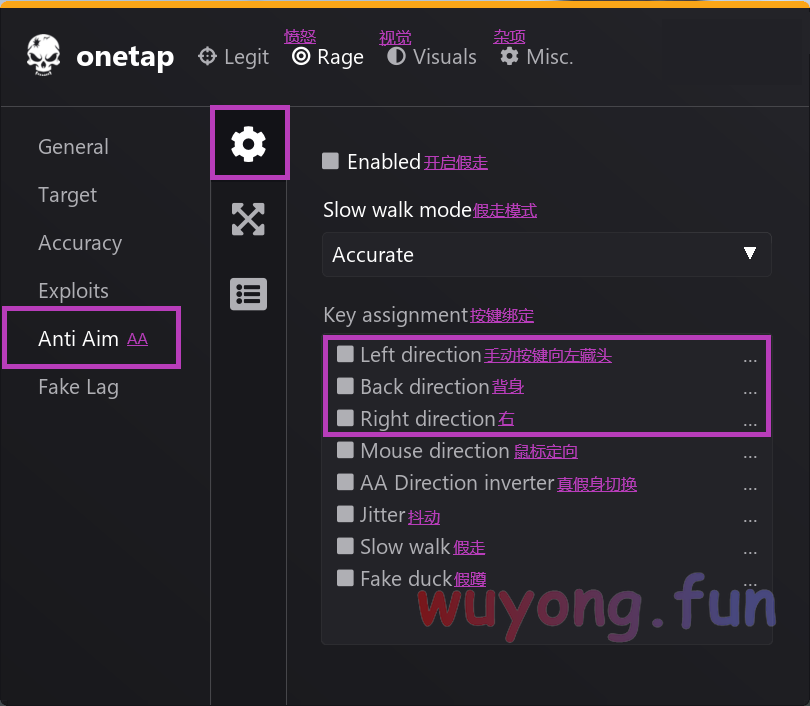 愤怒 视觉 杂项
onetap Legit Rage Visuals Misc.
General
Target
Accuracy
Exploits
Anti Aim AA
Fake Lag
Enabled 开启假走
Slow walk mode 假走模式
Accurate
Key assignment 按键绑定
Left direction 手动按键向左藏头 ...
Back direction 背身 ...
Right direction 右 ...
Mouse direction 鼠标定向 ...
AA Direction inverter 真假身切换 ...
Jitter 抖动 ...
Slow walk 假走 ...
Fake duck 假蹲 ...
wuyong.fun